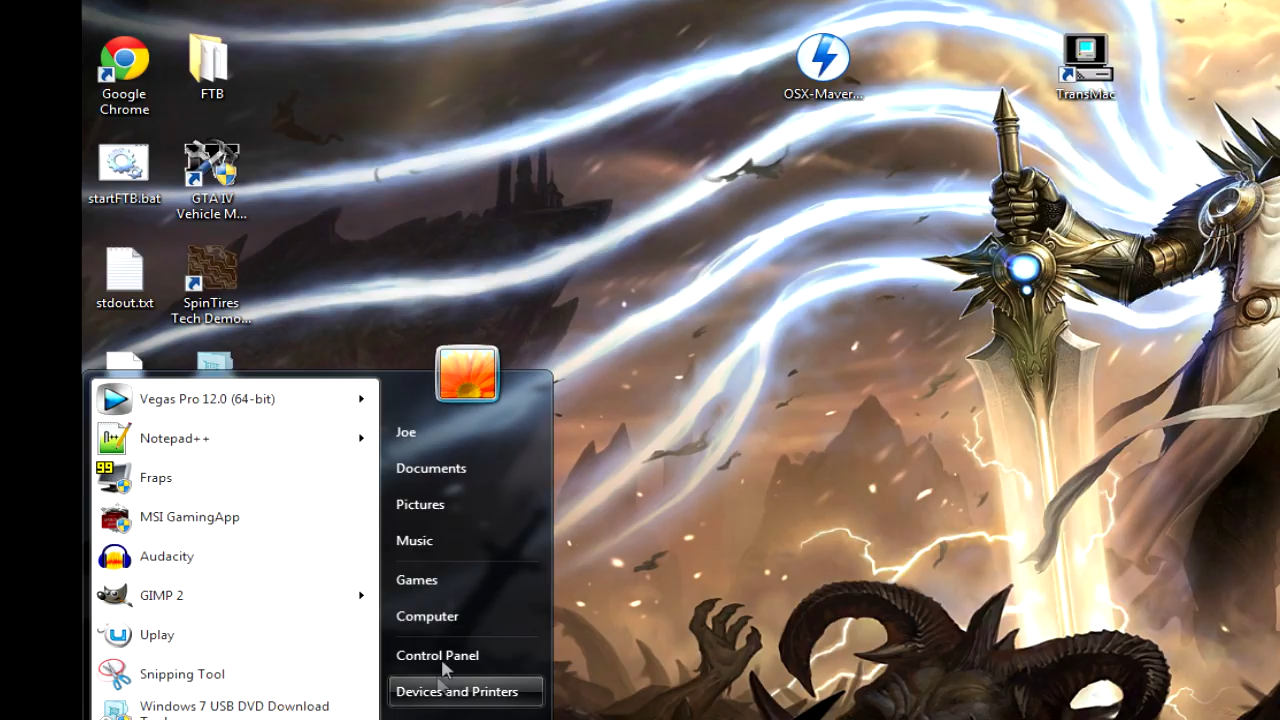 Google
Chrome
FTB
OSX-Maver...
TransMac
startFTB.bat
GTA IV
Vehicle M...
stdout.txt
SpinTires
Tech Demo...
Vegas Pro 12.0 (64-bit)
Notepad++
99
Fraps
MSI GamingApp
Audacity
GIMP 2
Uplay
Snipping Tool
Windows 7 USB DVD Download
Joe
Documents
Pictures
Music
Games
Computer
Control Panel
Devices and Printers